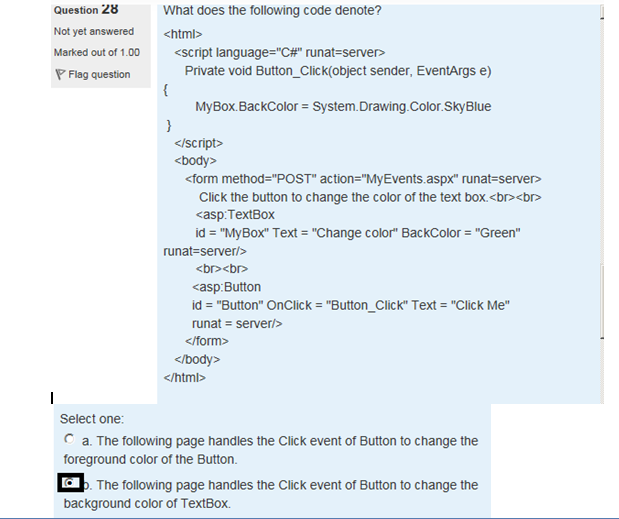 Question 28
Not yet answered
Marked out of 1.00
Flag question
What does the following code denote?
<html>
<script language="C#" runat=server>
Private void Button_Click(object sender, EventArgs e)
{
MyBox.BackColor = System.Drawing.Color.SkyBlue
}
</script>
<body>
<form method="POST" action="MyEvents.aspx" runat=server>
Click the button to change the color of the text box.<br><br>
<asp:TextBox
id = "MyBox" Text = "Change color" BackColor = "Green"
runat=server/>
<br><br>
<asp:Button
id = "Button" OnClick = "Button_Click" Text = "Click Me"
runat = server/>
</form>
</body>
</html>
Select one:
a. The following page handles the Click event of Button to change the
foreground color of the Button.
b. The following page handles the Click event of Button to change the
background color of TextBox.